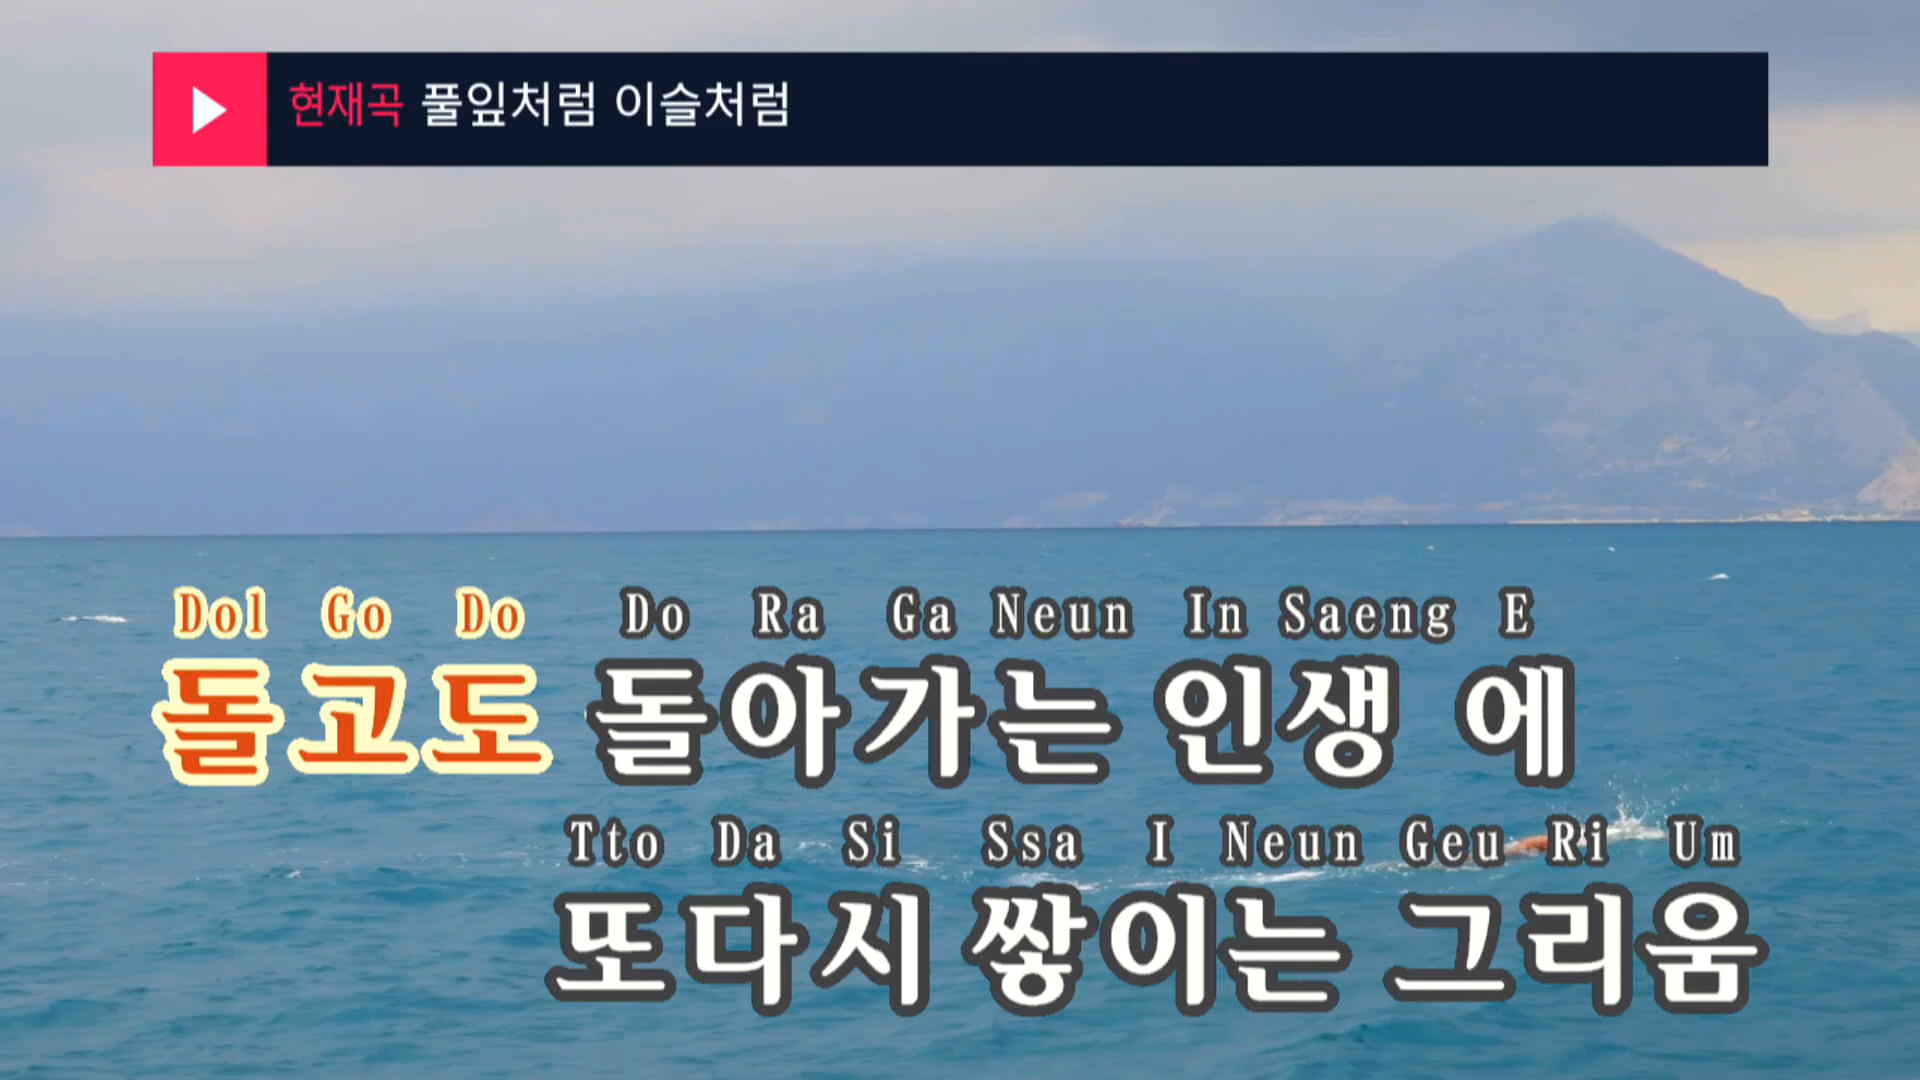 현재곡 풀잎처럼 이슬처럼
Dol Go Do Do Ra Ga Neun In Saeng E
돌고도 돌아가는 인생 에
Tto Da Si Ssa I Neun Geu Ri Um
또다시 쌓이는 그리움